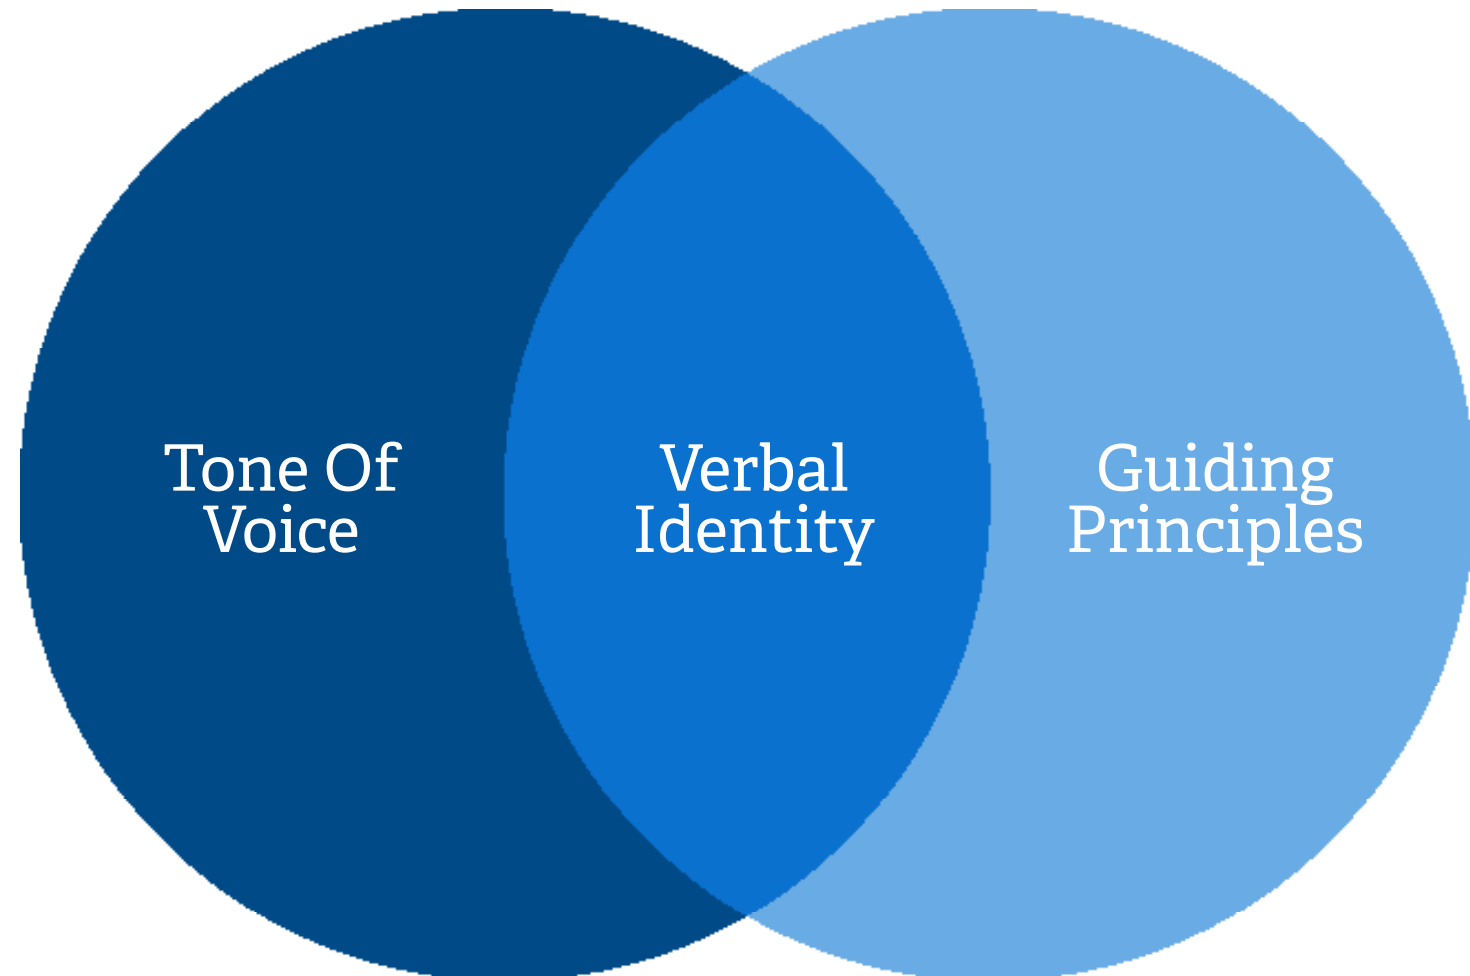 Tone Of
Voice
Verbal
Identity
Guiding
Principles